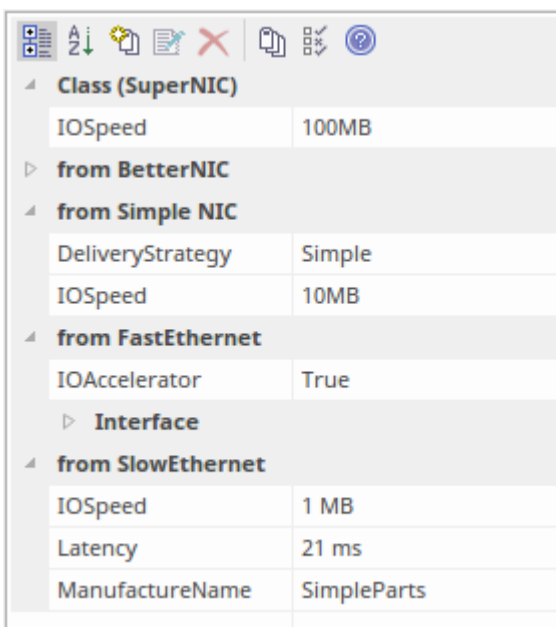 Class (SuperNIC)
IOSpeed 100MB
from BetterNIC
from Simple NIC
DeliveryStrategy Simple
IOSpeed 10MB
from FastEthernet
IOAccelerator True
Interface
from SlowEthernet
IOSpeed 1 MB
Latency 21 ms
ManufactureName SimpleParts